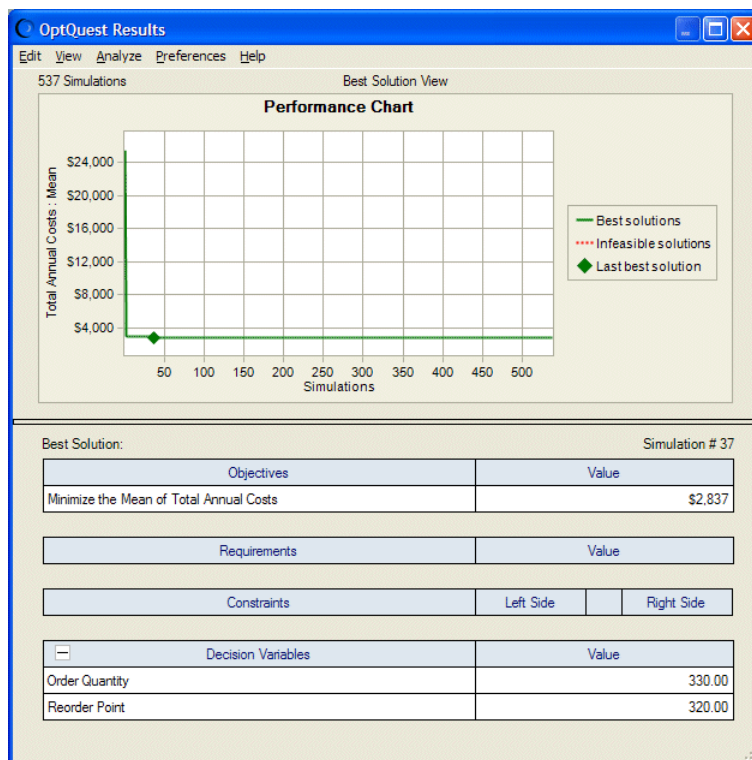 OptQuest Results
Edit View Analyze Preferences Help
537 Simulations Best Solution View
Performance Chart
Total Annual Costs : Mean
$24,000
$20,000
$16,000
$12,000
$8,000
$4,000
50 100 150 200 250 300 350 400 450 500
Simulations
Best solutions
Infeasible solutions
Last best solution
Best Solution: Simulation # 37
Objectives Value
Minimize the Mean of Total Annual Costs $2,837
Requirements Value
Constraints Left Side Right Side
Decision Variables Value
Order Quantity 330.00
Reorder Point 320.00